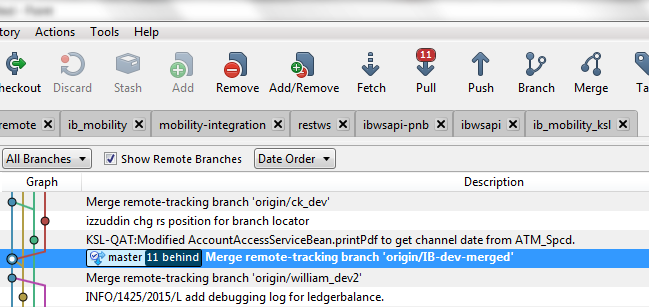 Actions Tools Help
Checkout Discard Stash Add Remove Add/Remove Fetch 11 Pull Push Branch Merge
remote ib_mobility mobility-integration restws ibwsapi-pnb ibwsapi ib_mobility_ksl
All Branches Show Remote Branches Date Order
Graph Description
Merge remote-tracking branch 'origin/ck_dev'
izzuddin chg rs position for branch locator
KSL-QAT:Modified AccountAccessServiceBean.printPdf to get channel date from ATM_Spcd.
master 11 behind Merge remote-tracking branch 'origin/IB-dev-merged'
Merge remote-tracking branch 'origin/william_dev2'
INFO/1425/2015/L add debugging log for ledgerbalance.